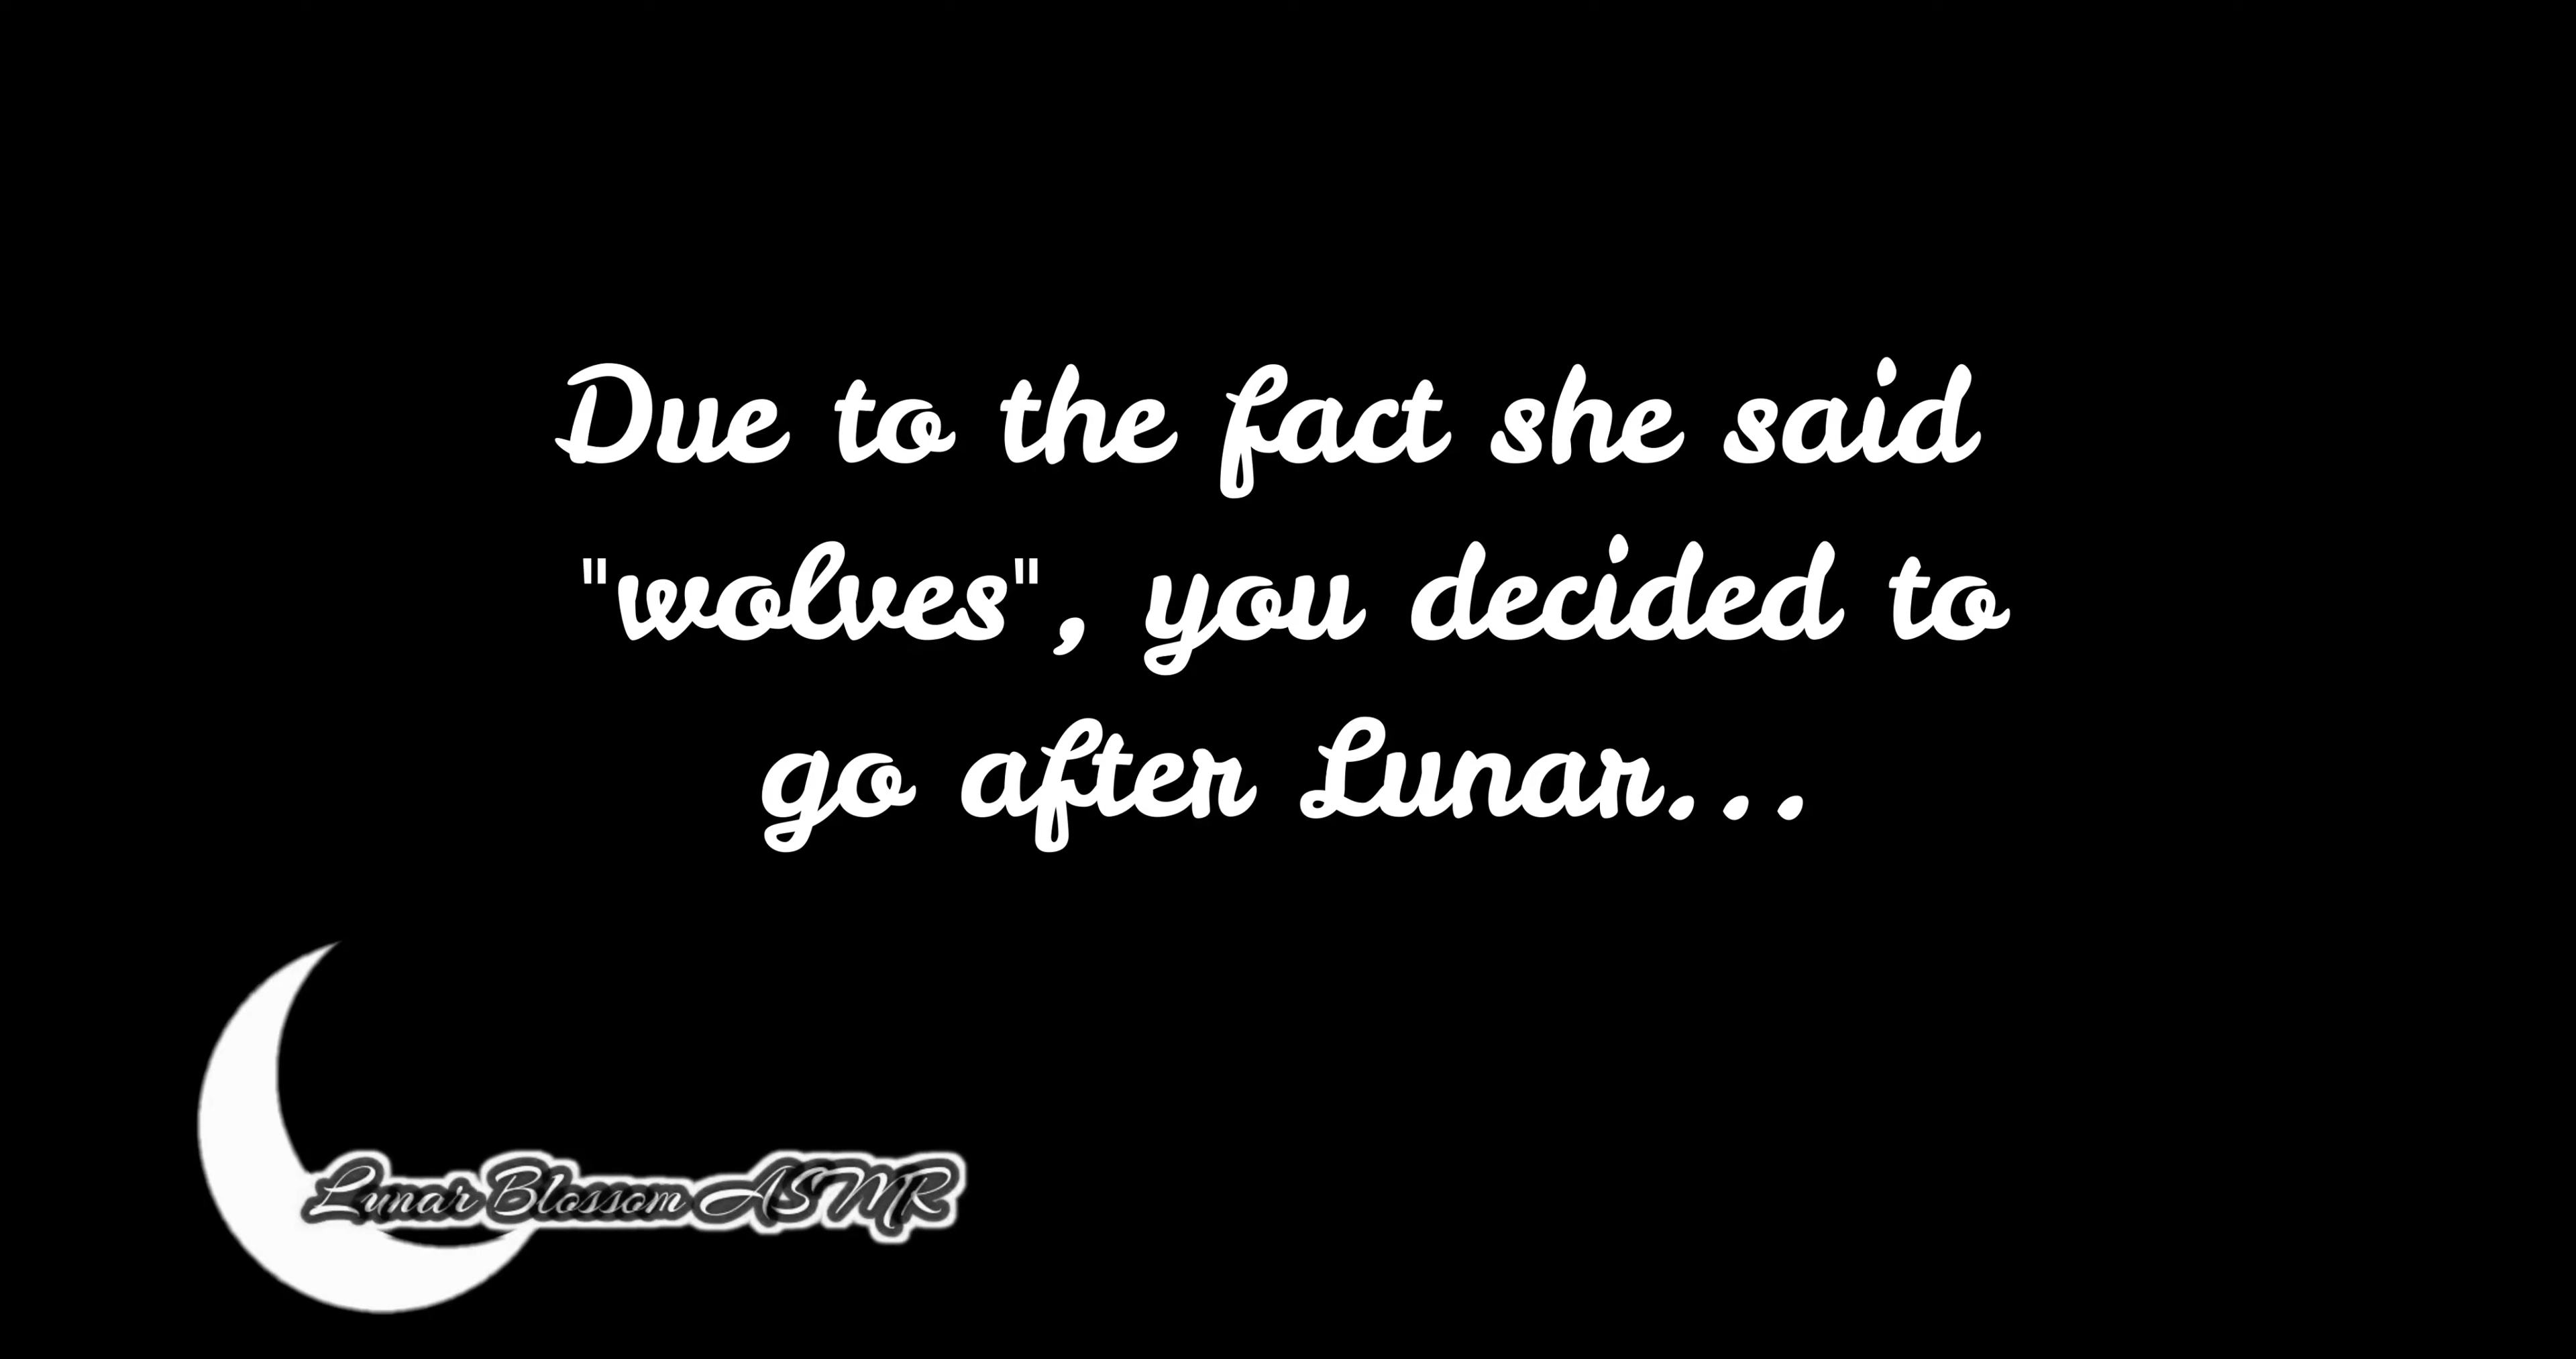 Due to the fact she said
"wolves", you decided to
go after Lunar...
Lunar Blossom ASMR